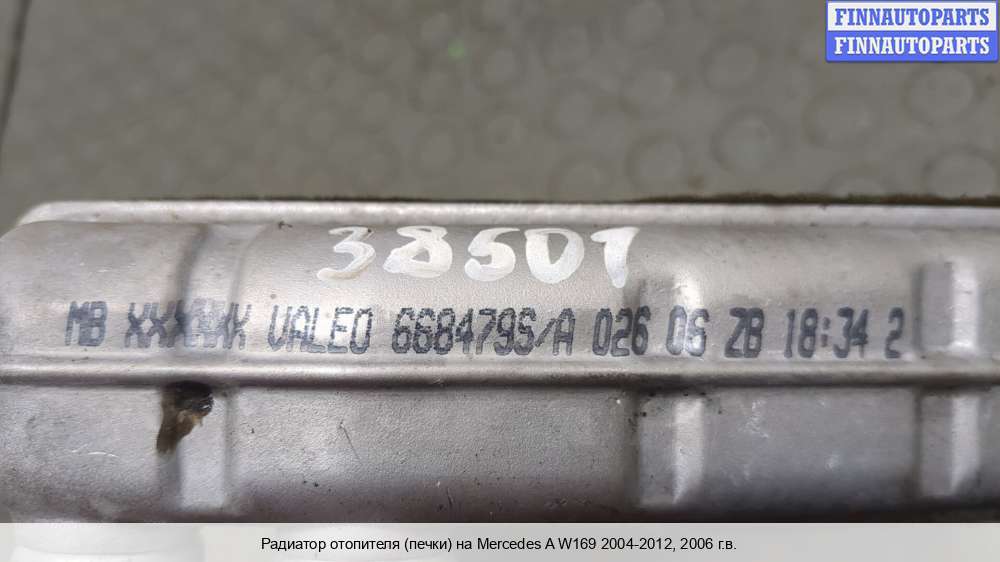 FINNAUTOPARTS
FINNAUTOPARTS
38501
MB XXXXXX VALEO 668479S/A 026 06 ZB 18:34 2
Радиатор отопителя (печки) на Mercedes A W169 2004-2012, 2006 г.в.